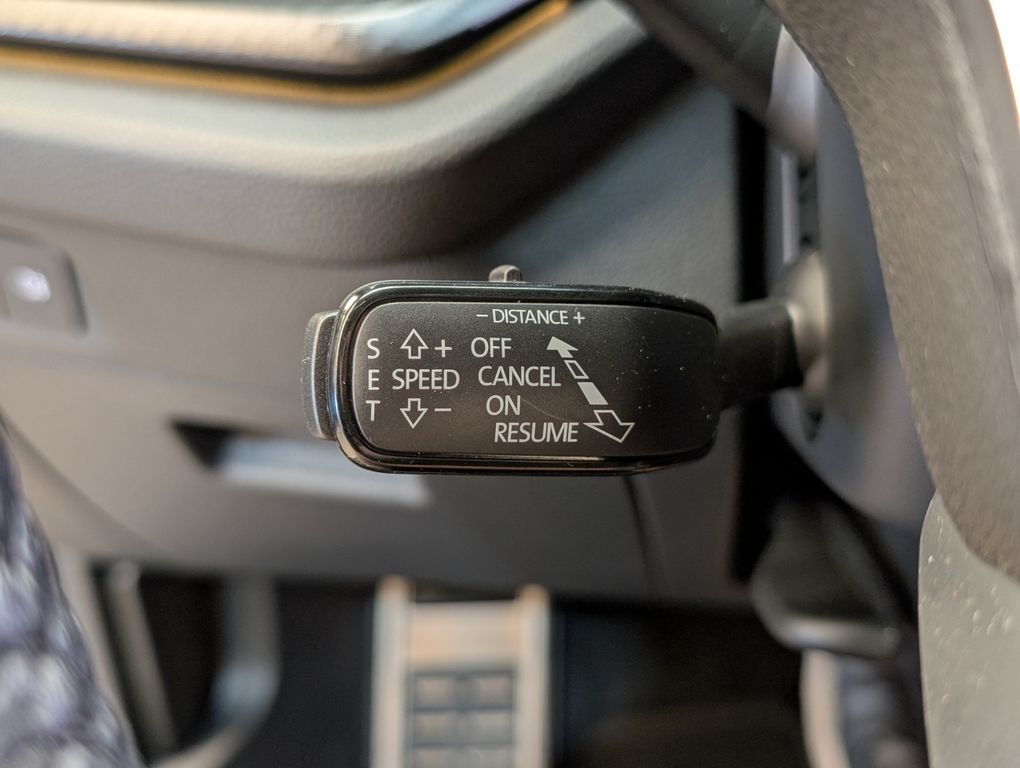 − DISTANCE +
S + OFF
E SPEED CANCEL
T − ON
RESUME